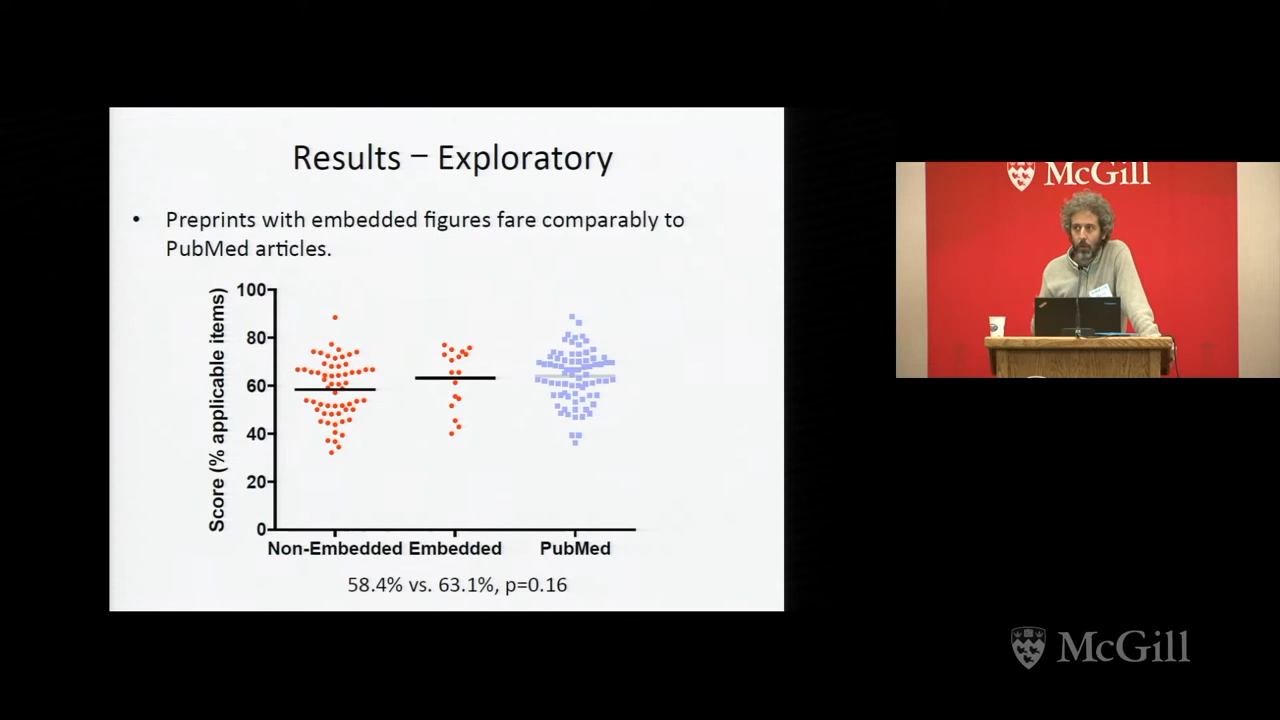 Results – Exploratory
• Preprints with embedded figures fare comparably to
PubMed articles.
Score (% applicable items)
100
80
60
40
20
0
Non-Embedded Embedded PubMed
58.4% vs. 63.1%, p=0.16
McGill
McGill